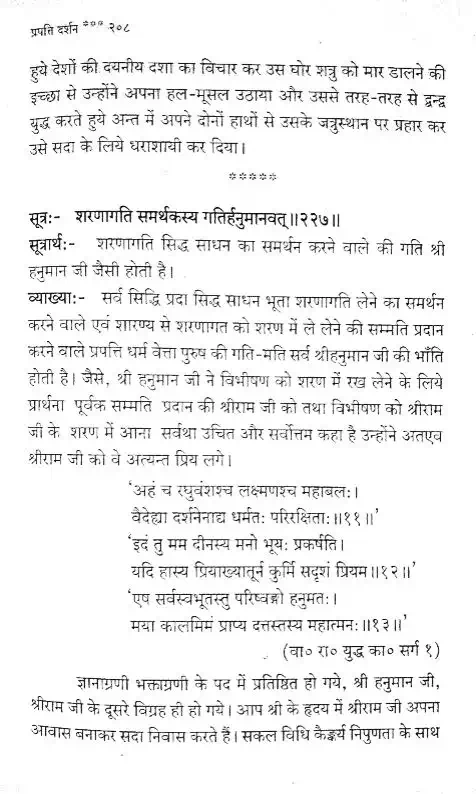 प्रपति दर्शन *** २०८
हुये देशों की दयनीय दशा का विचार कर उस घोर शत्रु को मार डालने की
इच्छा से उन्होंने अपना हल-मूसल उठाया और उससे तरह-तरह से द्वन्द्व
युद्ध करते हुये अन्त में अपने दोनों हाथों से उसके जत्रुस्थान पर प्रहार कर
उसे सदा के लिये धराशायी कर दिया।
*****
सूत्र:- शरणागति समर्थकस्य गतिर्हनुमानवत्॥२२७॥
सूत्रार्थ:- शरणागति सिद्ध साधन का समर्थन करने वाले की गति श्री
हनुमान जी जैसी होती है।
व्याख्या:- सर्व सिद्धि प्रदा सिद्ध साधन भूता शरणागति लेने का समर्थन
करने वाले एवं शारण्य से शरणागत को शरण में ले लेने की सम्मति प्रदान
करने वाले प्रपत्ति धर्म वेत्ता पुरुष की गति-मति सर्व श्रीहनुमान जी की भाँति
होती है। जैसे, श्री हनुमान जी ने विभीषण को शरण में रख लेने के लिये
प्रार्थना पूर्वक सम्मति प्रदान की श्रीराम जी को तथा विभीषण को श्रीराम
जी के शरण में आना सर्वथा उचित और सर्वोत्तम कहा है उन्होंने अतएव
श्रीराम जी को वे अत्यन्त प्रिय लगे।
'अहं च रघुवंशश्च लक्ष्मणश्च महाबलः।
वैदेह्या दर्शनेनाद्य धर्मतः परिरक्षिताः॥११॥'
'इदं तु मम दीनस्य मनो भूयः प्रकर्षति।
यदि हास्य प्रियाख्यातूर्न कुर्मि सदृशं प्रियम॥१२॥'
'एष सर्वस्वभूतस्तु परिष्वङ्गो हनुमतः।
मया कालमिमं प्राप्य दत्तस्तस्य महात्मनः॥१३॥'
(वा० रा० युद्ध का० सर्ग १)
ज्ञानाग्रणी भक्ताग्रणी के पद में प्रतिष्ठित हो गये, श्री हनुमान जी,
श्रीराम जी के दूसरे विग्रह ही हो गये। आप श्री के हृदय में श्रीराम जी अपना
आवास बनाकर सदा निवास करते हैं। सकल विधि कैङ्कर्य निपुणता के साथ